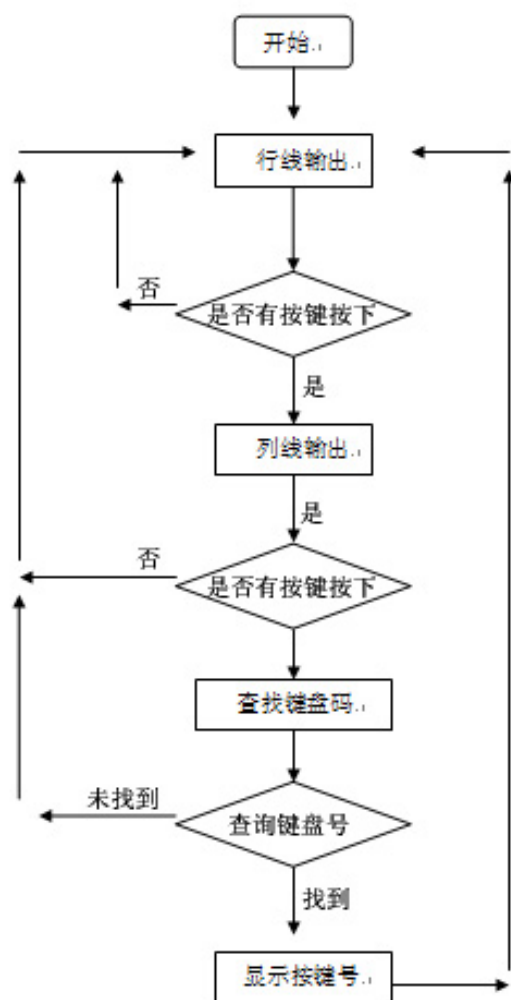 开始
行线输出
否
是否有按键按下
是
列线输出
是
否
是否有按键按下
查找键盘码
未找到
查询键盘号
找到
显示按键号